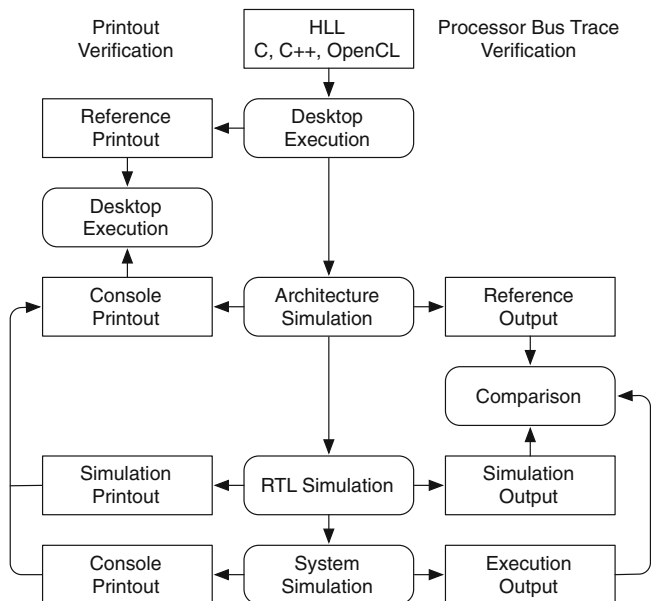 Printout
Verification
HLL
C, C++, OpenCL
Processor Bus Trace
Verification
Reference
Printout
Desktop
Execution
Desktop
Execution
Console
Printout
Architecture
Simulation
Reference
Output
Comparison
Simulation
Printout
RTL Simulation
Simulation
Output
Console
Printout
System
Simulation
Execution
Output